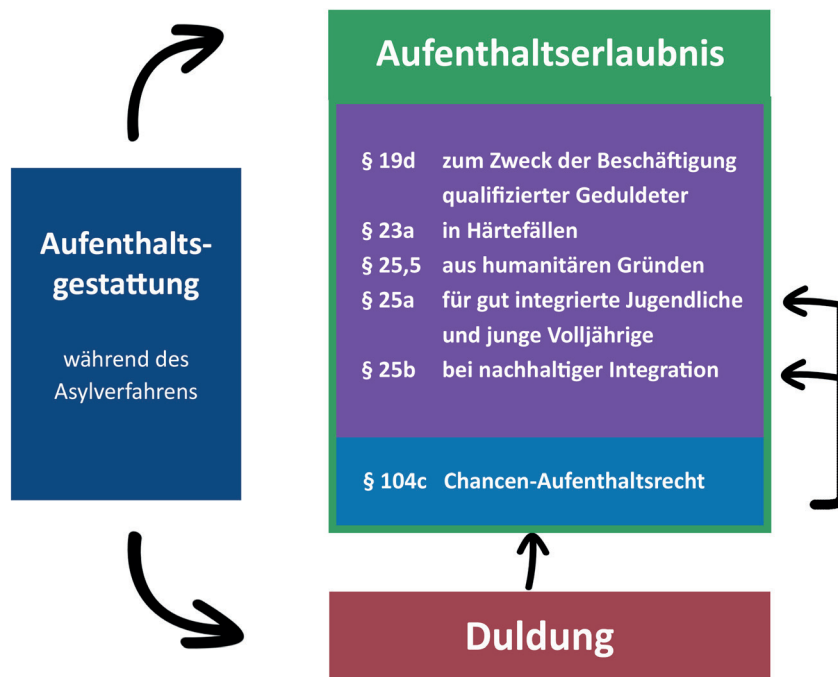 Aufenthaltserlaubnis
§ 19d zum Zweck der Beschäftigung
qualifizierter Geduldeter
§ 23a in Härtefällen
§ 25,5 aus humanitären Gründen
§ 25a für gut integrierte Jugendliche
und junge Volljährige
§ 25b bei nachhaltiger Integration
§ 104c Chancen-Aufenthaltsrecht
Aufenthalts-
gestattung
während des
Asylverfahrens
Duldung